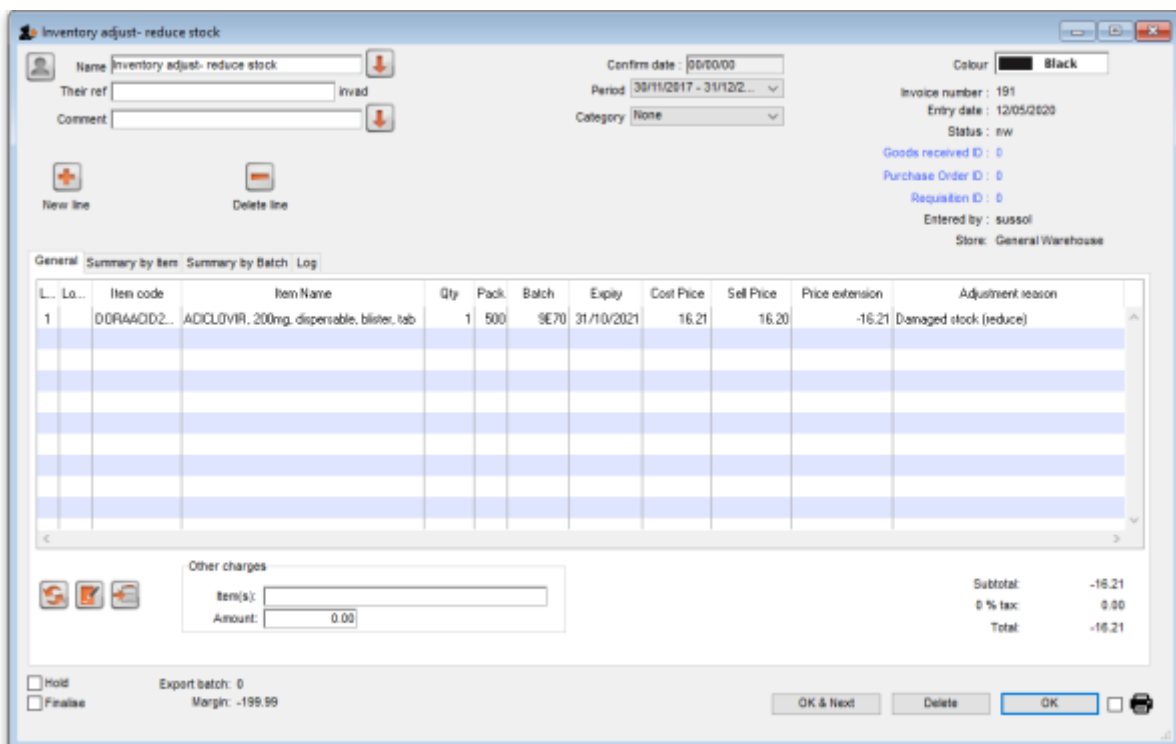 Inventory adjust- reduce stock
Name Inventory adjust- reduce stock
Their ref invad
Comment
Confirm date : 00/00/00
Period 30/11/2017 - 31/12/2...
Category None
Colour Black
Invoice number : 191
Entry date : 12/05/2020
Status : nw
Goods received ID : 0
Purchase Order ID : 0
Requisition ID : 0
Entered by : sussol
Store: General Warehouse
New line Delete line
General Summary by Item Summary by Batch Log
L... Lo... Item code Item Name Qty Pack Batch Expiry Cost Price Sell Price Price extension Adjustment reason
1 DORAACID2... ACICLOVIR, 200mg, dispersable, blister, tab 1 500 9E70 31/10/2021 16.21 16.20 -16.21 Damaged stock (reduce)
Other charges
Item(s):
Amount: 0.00
Subtotal: -16.21
0 % tax: 0.00
Total: -16.21
Hold Export batch: 0
Finalise Margin: -199.99
OK & Next Delete OK